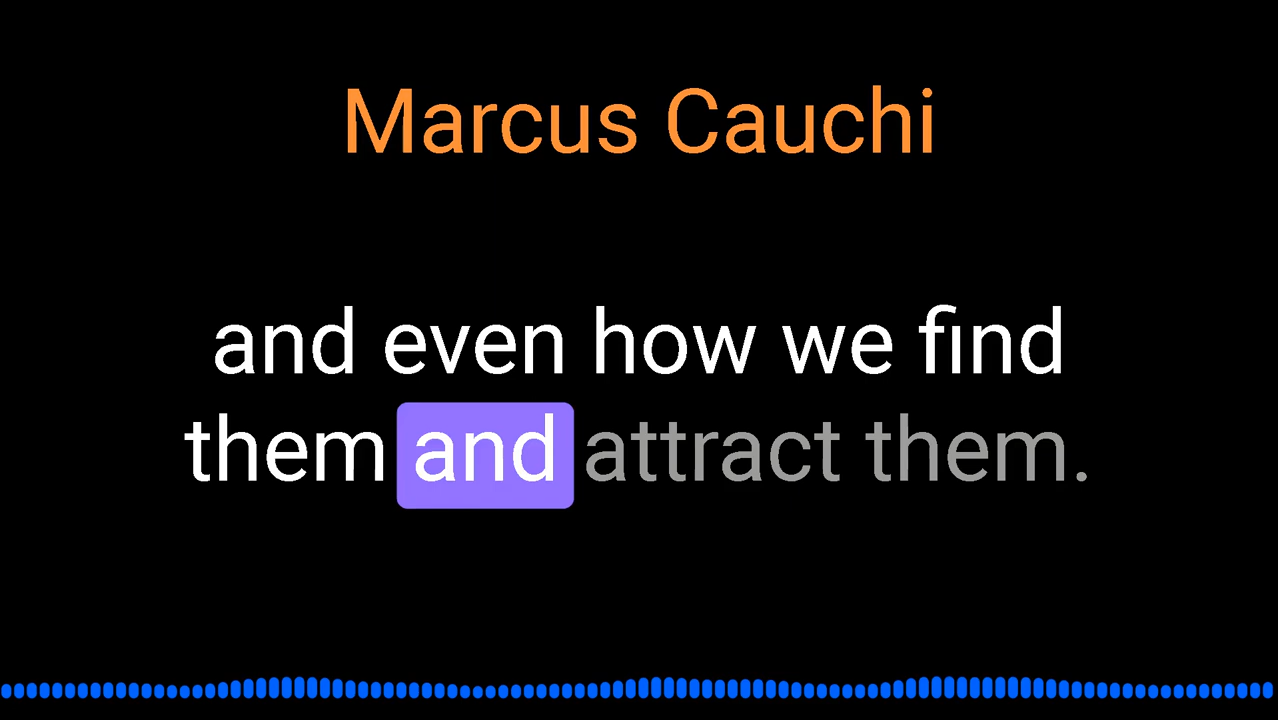 Marcus Cauchi
and even how we find
them and attract them.